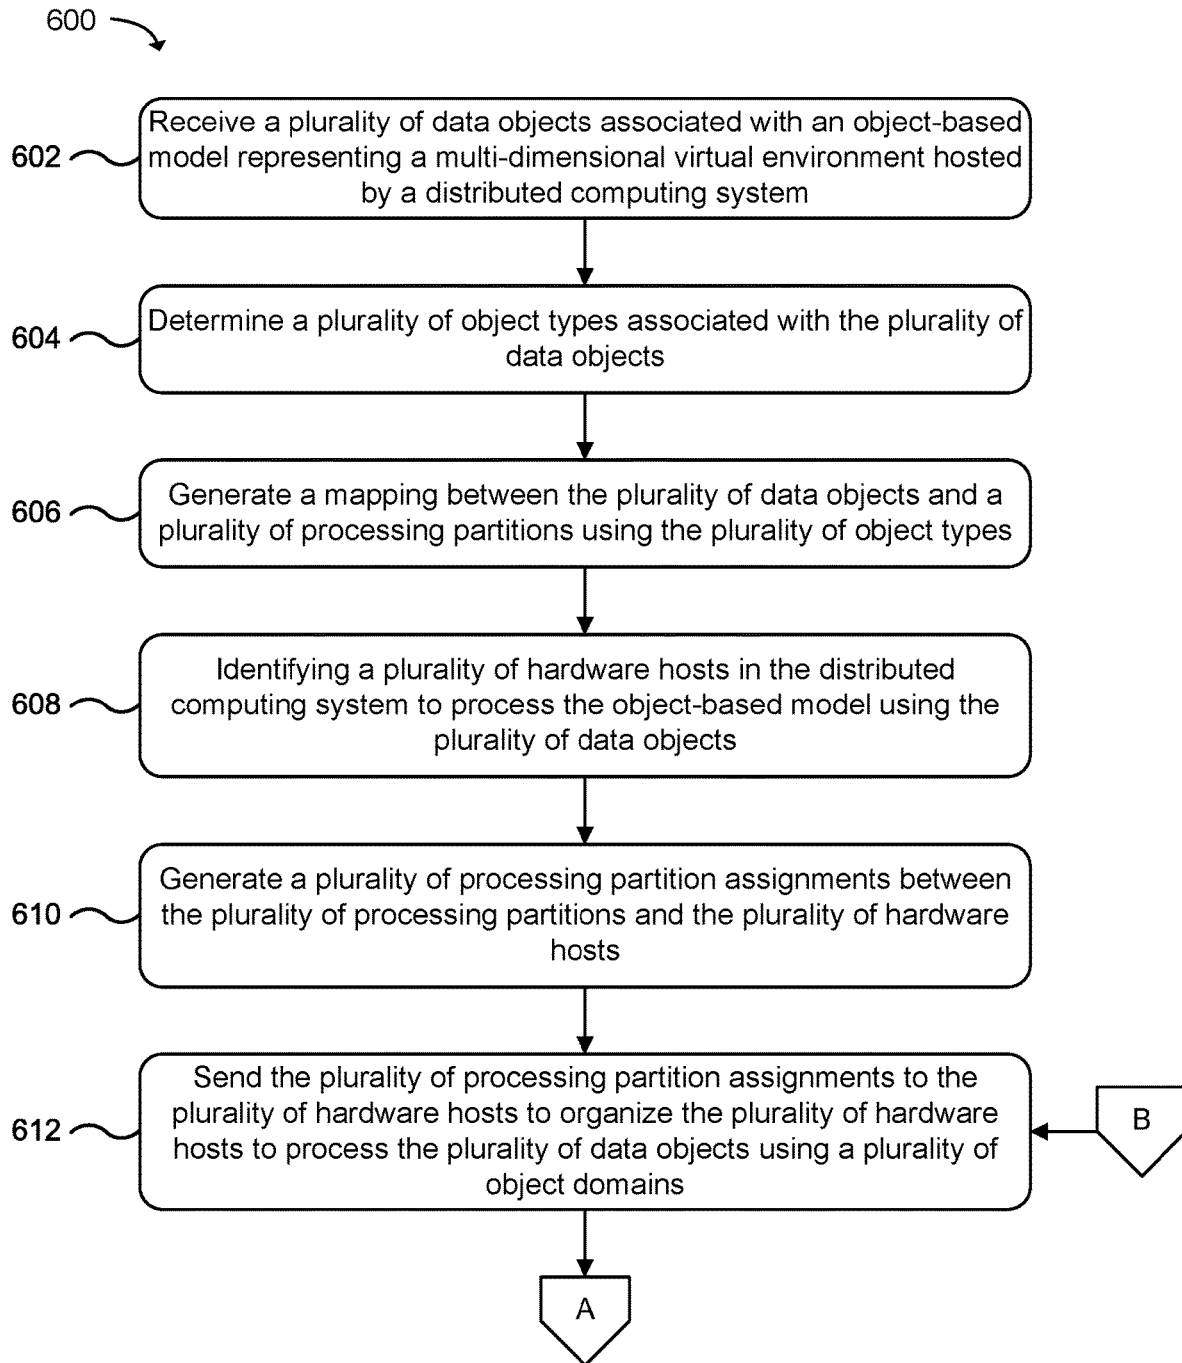 600
602
Receive a plurality of data objects associated with an object-based
model representing a multi-dimensional virtual environment hosted
by a distributed computing system
604
Determine a plurality of object types associated with the plurality of
data objects
606
Generate a mapping between the plurality of data objects and a
plurality of processing partitions using the plurality of object types
608
Identifying a plurality of hardware hosts in the distributed
computing system to process the object-based model using the
plurality of data objects
610
Generate a plurality of processing partition assignments between
the plurality of processing partitions and the plurality of hardware
hosts
612
Send the plurality of processing partition assignments to the
plurality of hardware hosts to organize the plurality of hardware
hosts to process the plurality of data objects using a plurality of
object domains
B
A